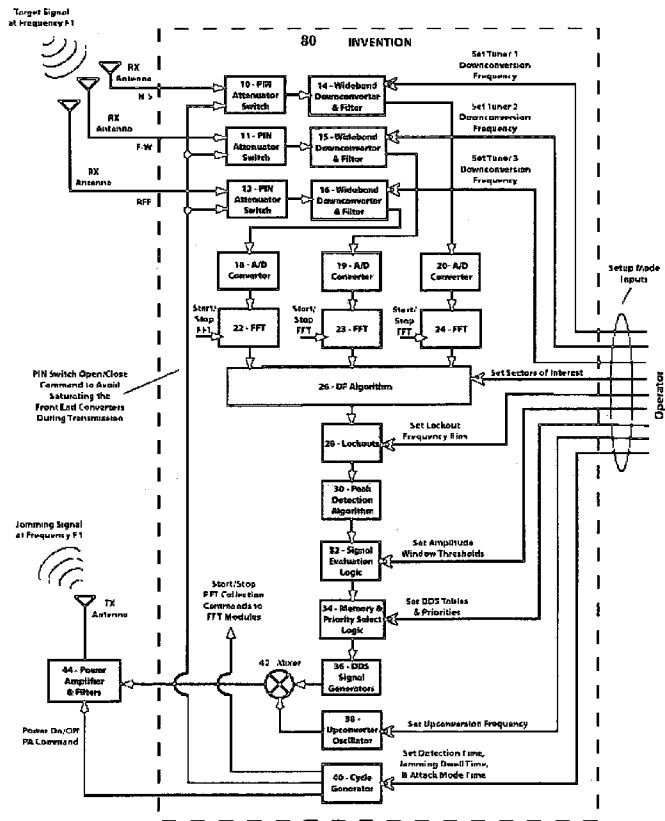 Target Signal
at Frequency F1
80 INVENTION
RX
Antenna
N-S
RX
Antenna
E-W
RX
Antenna
REF
10 - PIN
Attenuator
Switch
14 - Wideband
Downconverter
& Filter
Set Tuner 1
Downconversion
Frequency
11 - PIN
Attenuator
Switch
15 - Wideband
Downconverter
& Filter
Set Tuner 2
Downconversion
Frequency
12 - PIN
Attenuator
Switch
16 - Wideband
Downconverter
& Filter
Set Tuner 3
Downconversion
Frequency
18 - A/D
Converter
19 - A/D
Converter
20 - A/D
Converter
Start/
Stop
FFT
22 - FFT
Start/
Stop
FFT
23 - FFT
Start/
Stop
FFT
24 - FFT
Setup Mode
Inputs
Operator
PIN Switch Open/Close
Command to Avoid
Saturating the
Front End Converters
During Transmission
26 - DF Algorithm
Set Sectors of Interest
28 - Lockouts
Set Lockout
Frequency Bins
30 - Peak
Detection
Algorithm
32 - Signal
Evaluation
Logic
Set Amplitude
Window Thresholds
Jamming Signal
at Frequency F1
TX
Antenna
Start/Stop
FFT Collection
Commands to
FFT Modules
34 - Memory &
Priority Select
Logic
Set DDS Tables
& Priorities
44 - Power
Amplifier
& Filters
42 - Mixer
36 - DDS
Signal
Generators
38 -
Upconverter
Oscillator
Set Upconversion Frequency
Power On/Off
PA Command
40 - Cycle
Generator
Set Detection Time,
Jamming Dwell Time,
& Attack Mode Time